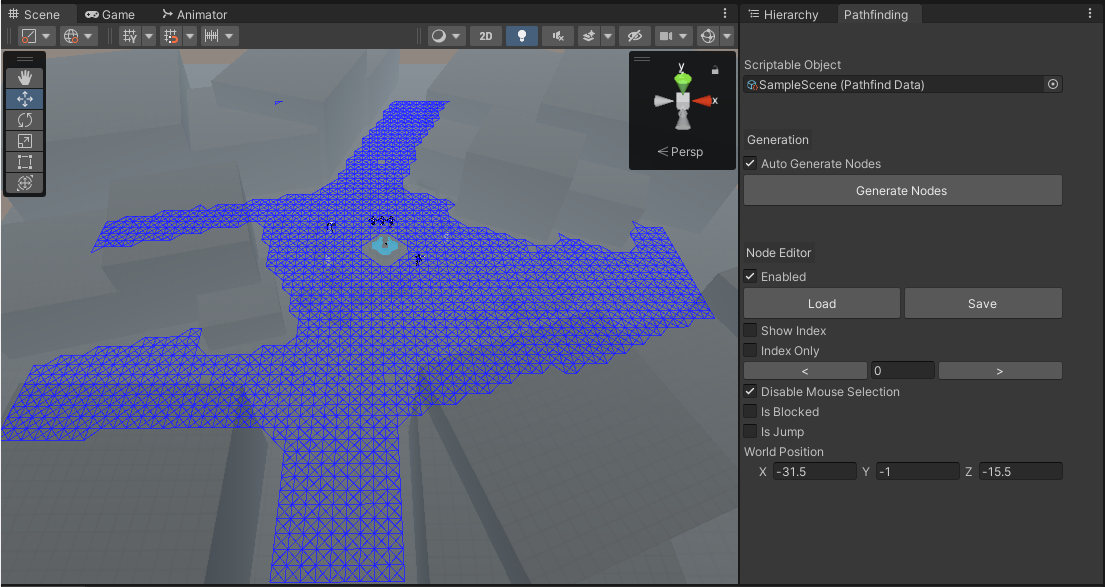 Scene Game Animator
Hierarchy Pathfinding
2D
y
x
Persp
Scriptable Object
SampleScene (Pathfind Data)
Generation
Auto Generate Nodes
Generate Nodes
Node Editor
Enabled
Load Save
Show Index
Index Only
< 0 >
Disable Mouse Selection
Is Blocked
Is Jump
World Position
X -31.5 Y -1 Z -15.5